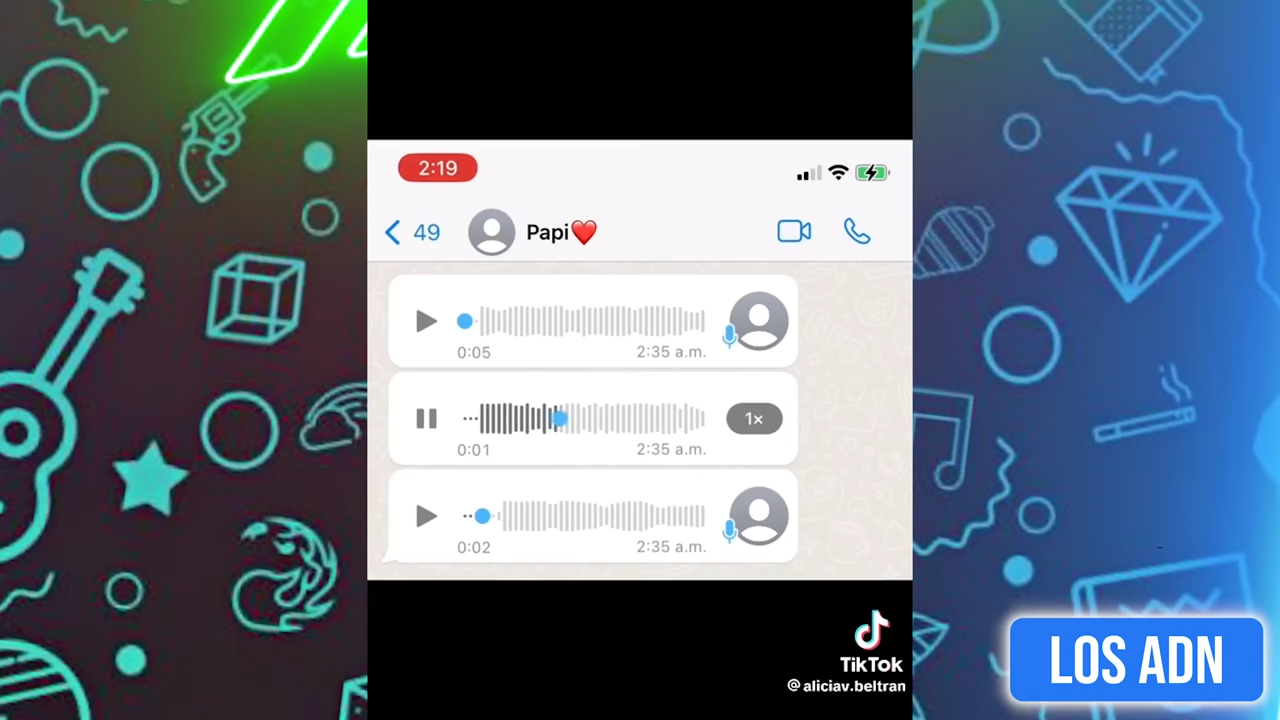 2:19
49
Papi❤️
0:05
2:35 a.m.
1×
0:01
2:35 a.m.
0:02
2:35 a.m.
TikTok
@aliciav.beltran
LOS ADN